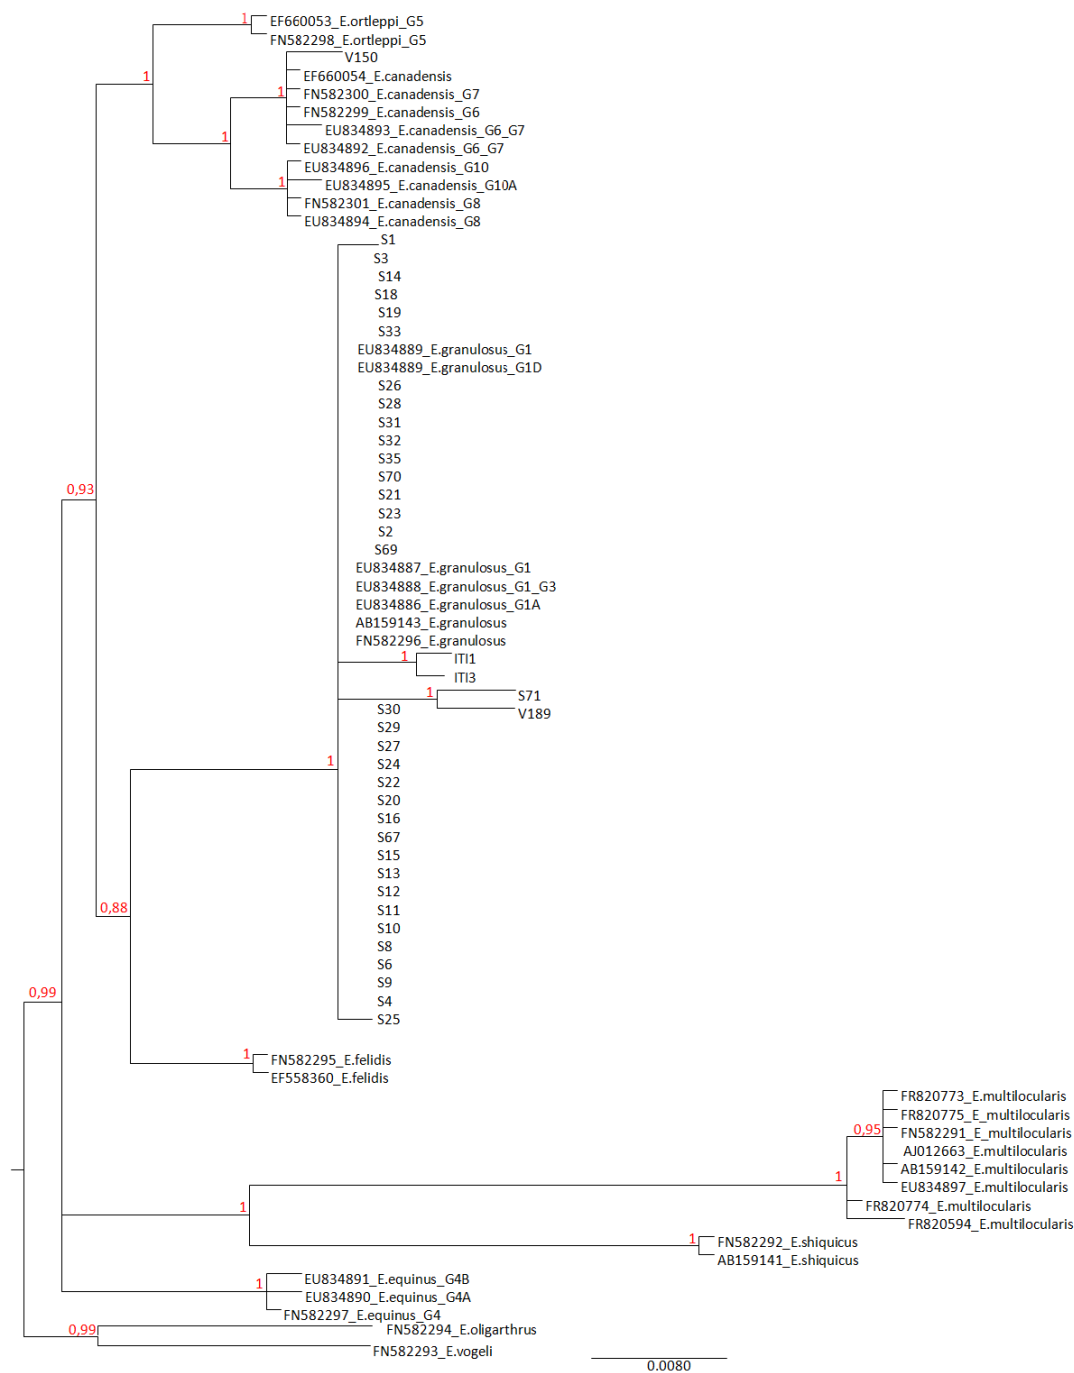 1
EF660053_E.ortleppi_G5
FN582298_E.ortleppi_G5
V150
1
EF660054_E.canadensis
1
FN582300_E.canadensis_G7
FN582299_E.canadensis_G6
EU834893_E.canadensis_G6_G7
1
EU834892_E.canadensis_G6_G7
EU834896_E.canadensis_G10
1
EU834895_E.canadensis_G10A
FN582301_E.canadensis_G8
EU834894_E.canadensis_G8
S1
S3
S14
S18
S19
S33
EU834889_E.granulosus_G1
EU834889_E.granulosus_G1D
S26
S28
S31
S32
S35
S70
0,93
S21
S23
S2
S69
EU834887_E.granulosus_G1
EU834888_E.granulosus_G1_G3
EU834886_E.granulosus_G1A
AB159143_E.granulosus
FN582296_E.granulosus
1
ITI1
ITI3
1
S71
S30
V189
S29
S27
1
S24
S22
S20
S16
S67
S15
S13
S12
0,88
S11
S10
S8
S6
S9
0,99
S4
S25
1
FN582295_E.felidis
EF558360_E.felidis
FR820773_E.multilocularis
FR820775_E_multilocularis
0,95
FN582291_E_multilocularis
AJ012663_E.multilocularis
AB159142_E.multilocularis
1
EU834897_E.multilocularis
1
FR820774_E.multilocularis
FR820594_E.multilocularis
1
FN582292_E.shiquicus
AB159141_E.shiquicus
1
EU834891_E.equinus_G4B
EU834890_E.equinus_G4A
FN582297_E.equinus_G4
0,99
FN582294_E.oligarthrus
FN582293_E.vogeli
0.0080